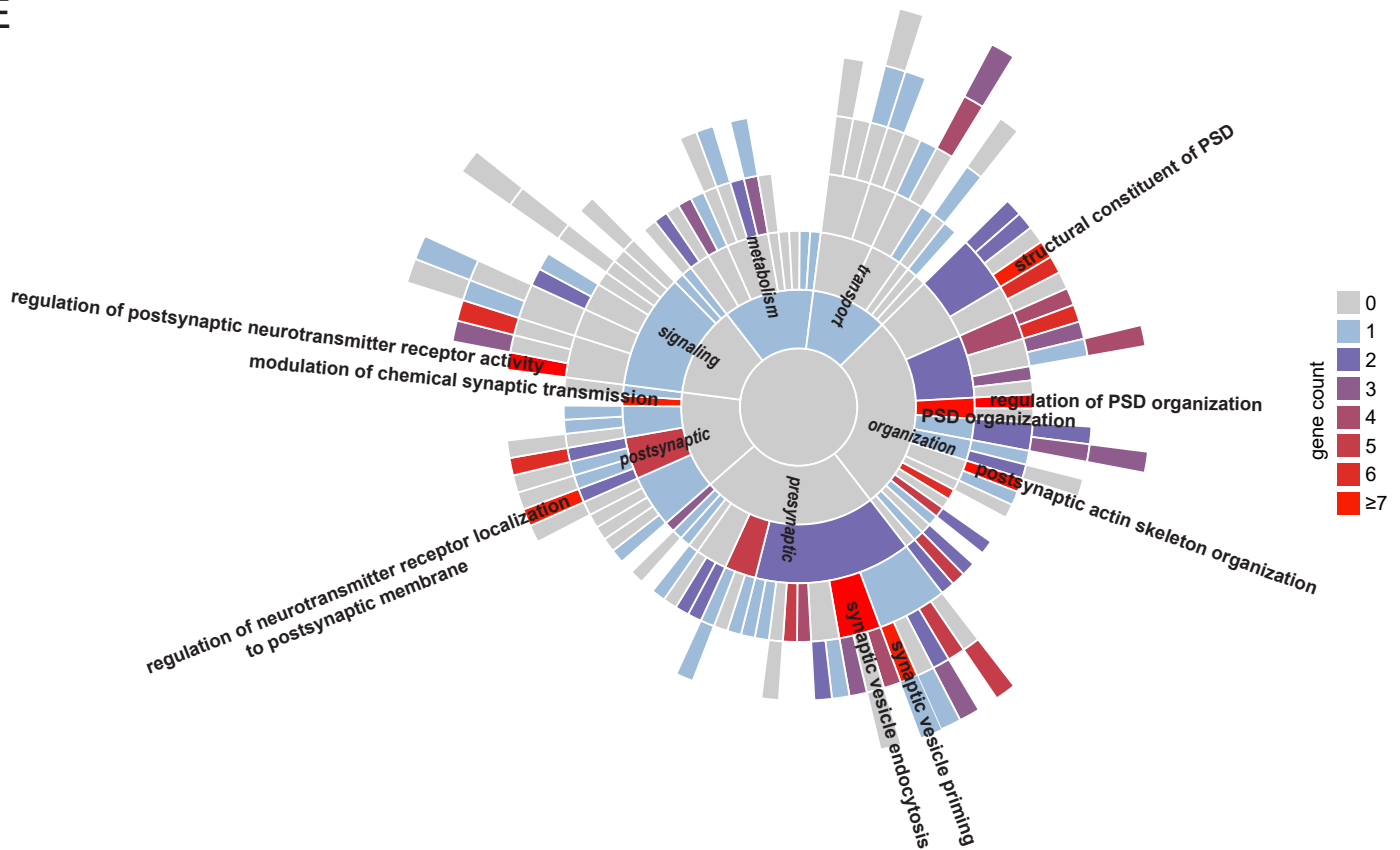 E
structural constituent of PSD
metabolism
transport
regulation of postsynaptic neurotransmitter receptor activity
signaling
modulation of chemical synaptic transmission
regulation of PSD organization
PSD organization
organization
postsynaptic
postsynaptic actin skeleton organization
presynaptic
regulation of neurotransmitter receptor localization
to postsynaptic membrane
synaptic vesicle endocytosis
synaptic vesicle priming
gene count
0
1
2
3
4
5
6
≥7